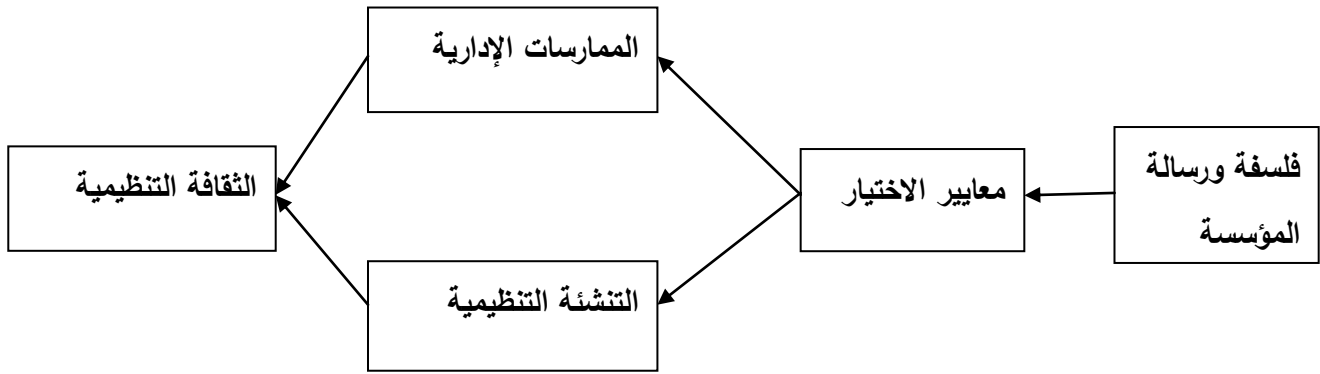 فلسفة ورسالة
المؤسسة
معايير الاختيار
الممارسات الإدارية
التنشئة التنظيمية
الثقافة التنظيمية